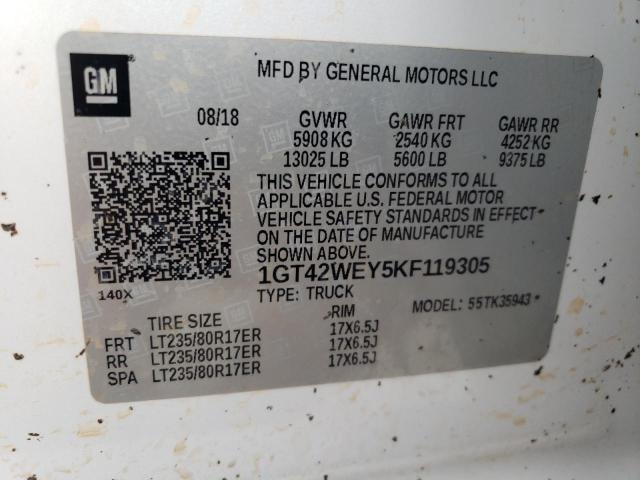 GM
MFD BY GENERAL MOTORS LLC
08/18 GVWR GAWR FRT GAWR RR
5908 KG 2540 KG 4252 KG
13025 LB 5600 LB 9375 LB
THIS VEHICLE CONFORMS TO ALL
APPLICABLE U.S. FEDERAL MOTOR
VEHICLE SAFETY STANDARDS IN EFFECT
ON THE DATE OF MANUFACTURE
SHOWN ABOVE.
1GT42WEY5KF119305
140X
TYPE: TRUCK MODEL: 55TK35943*
TIRE SIZE RIM
FRT LT235/80R17ER 17X6.5J
RR LT235/80R17ER 17X6.5J
SPA LT235/80R17ER 17X6.5J